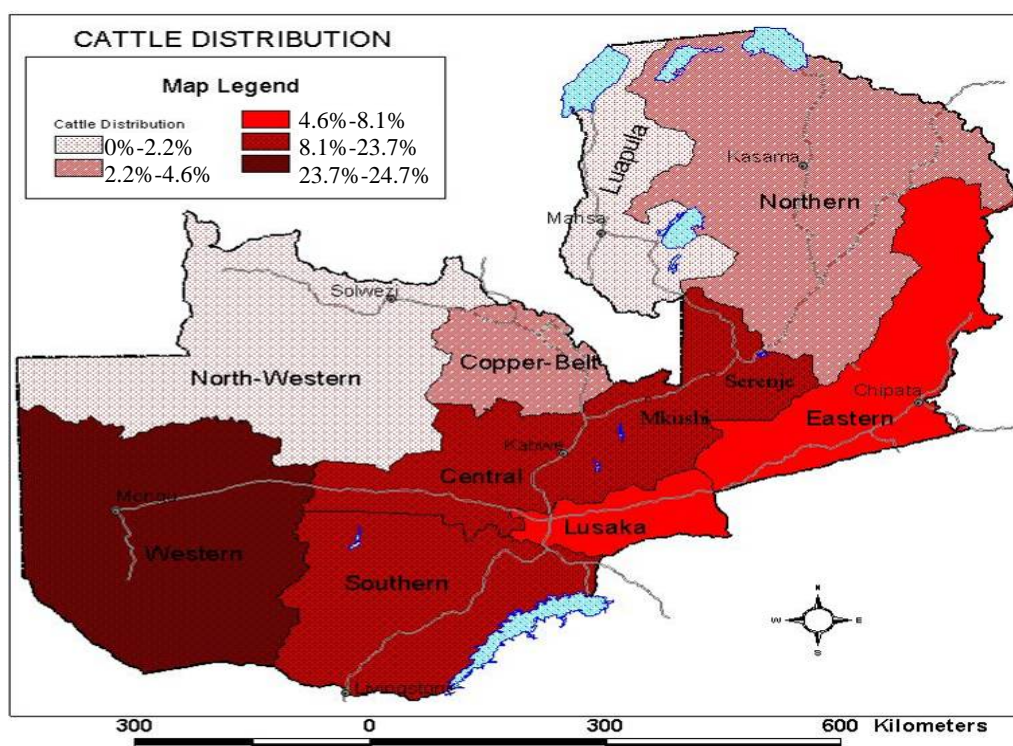 CATTLE DISTRIBUTION
Map Legend
Cattle Distribution
0%-2.2%
2.2%-4.6%
4.6%-8.1%
8.1%-23.7%
23.7%-24.7%
Luapula
Kasama
Northern
Mansa
Solwezi
North-Western
Copper-Belt
Serenje
Mkushi
Chipata
Eastern
Kabwe
Central
Mongu
Lusaka
Western
Southern
Livingstone
N
W
E
S
300 0 300 600 Kilometers